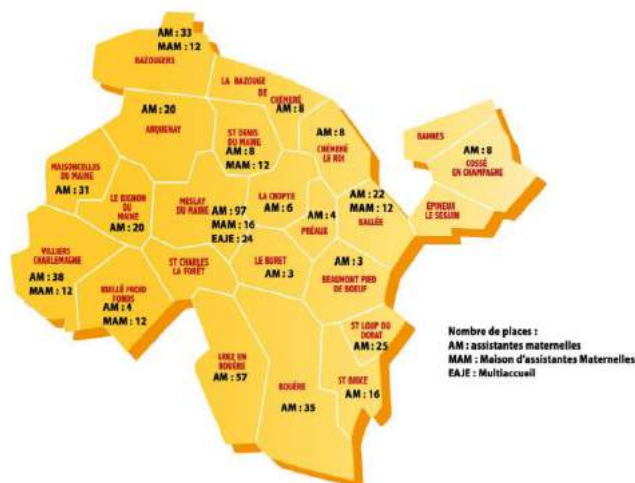 AM : 33
MAM : 12
BAZOUGERS
LA BAZOUGE
DE
CHÉMERÉ
AM : 8
AM : 20
ARQUENAY
ST DENIS
DU MAINE
AM : 8
MAM : 12
AM : 8
CHÉMERÉ
LE ROI
BANNES
AM : 8
COSSÉ
EN CHAMPAGNE
MAISONCELLES
DU MAINE
AM : 31
LE BIGNON
DU
MAINE
AM : 20
MESLAY
DU MAINE
AM : 97
MAM : 16
EAJE : 24
LA CROPTE
AM : 6
AM : 4
PRÉAUX
AM : 22
MAM : 12
BALLÉE
ÉPINEUX
LE SEGUIN
VILLIERS
CHARLEMAGNE
AM : 38
MAM : 12
RUILLÉ FROID
FONDS
AM : 4
MAM : 12
ST CHARLES
LA FORÊT
LE BURET
AM : 3
AM : 3
BEAUMONT PIED
DE BOEUF
ST LOUP DU
DORAT
AM : 25
GREZ EN
BOUÈRE
AM : 57
BOUÈRE
AM : 35
ST BRICE
AM : 16
Nombre de places :
AM : assistantes maternelles
MAM : Maison d'assistantes Maternelles
EAJE : Multiaccueil